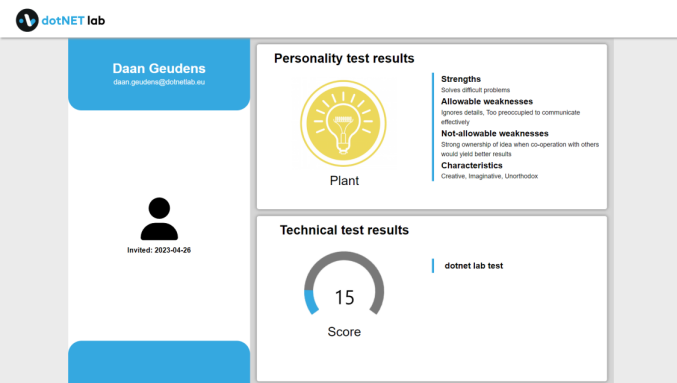 dotNET lab
Daan Geudens
daan.geudens@dotnetlab.eu
Invited: 2023-04-26
Personality test results
Plant
Strengths
Solves difficult problems
Allowable weaknesses
Ignores details, Too preoccupied to communicate
effectively
Not-allowable weaknesses
Strong ownership of idea when co-operation with others
would yield better results
Characteristics
Creative, Imaginative, Unorthodox
Technical test results
15
Score
dotnet lab test